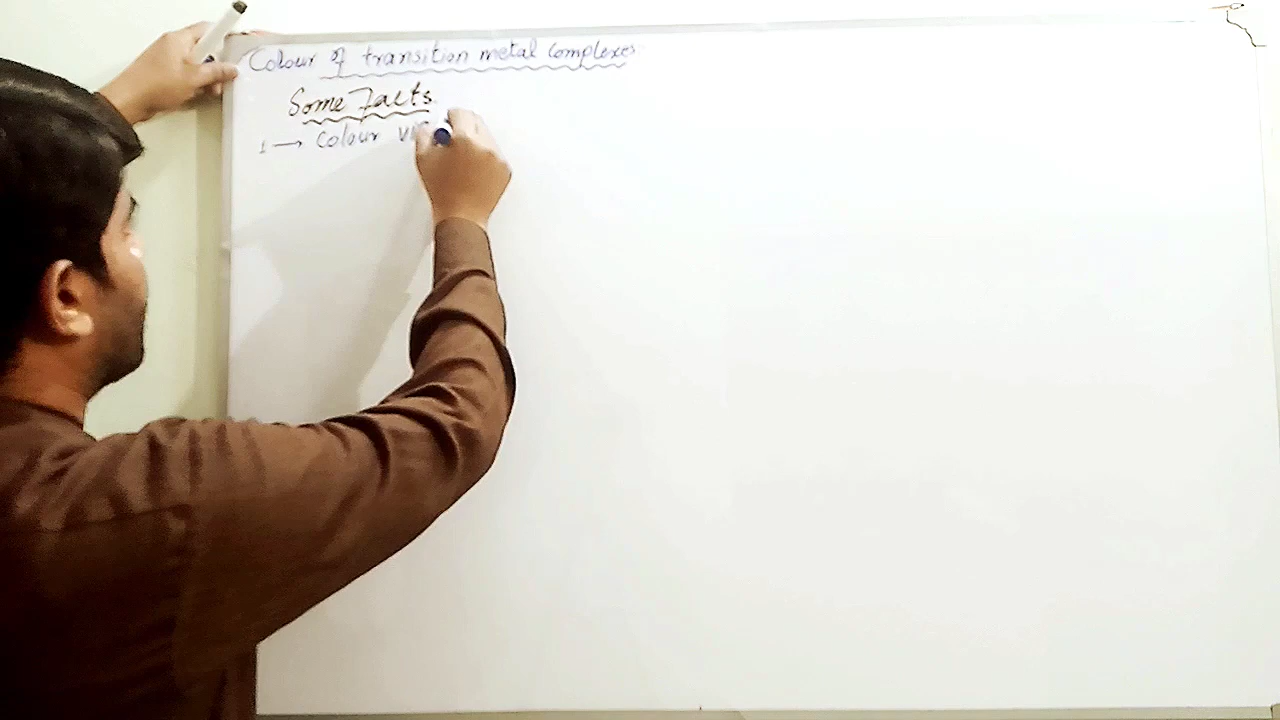 Colour of transition metal Complexes
Some Facts
1 → Colour